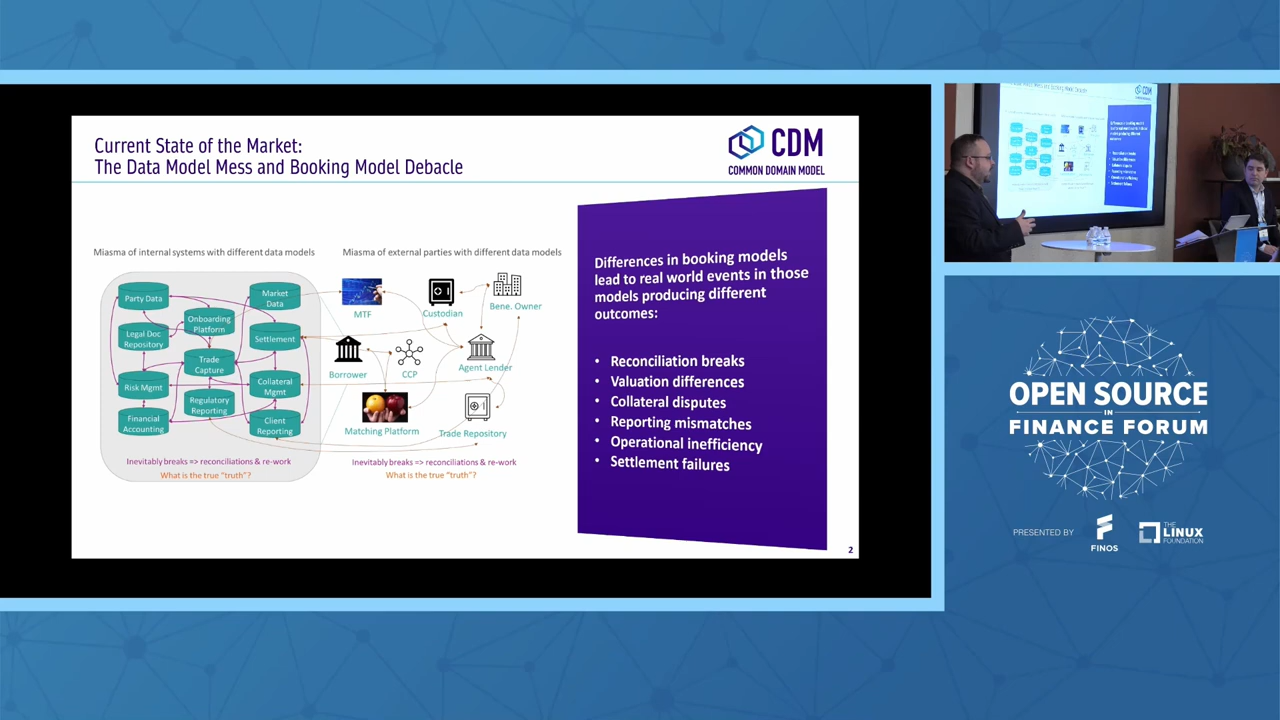 Current State of the Market:
The Data Model Mess and Booking Model Debacle
CDM
COMMON DOMAIN MODEL
Miasma of internal systems with different data models
Party Data
Market
Data
Onboarding
Platform
Legal Doc
Repository
Settlement
Trade
Capture
Risk Mgmt
Collateral
Mgmt
Regulatory
Reporting
Financial
Accounting
Client
Reporting
Inevitably breaks => reconciliations & re-work
What is the true "truth"?
Miasma of external parties with different data models
MTF
Custodian
Bene. Owner
Borrower
CCP
Agent Lender
Matching Platform
Trade Repository
Inevitably breaks => reconciliations & re-work
What is the true "truth"?
Differences in booking models
lead to real world events in those
models producing different
outcomes:
• Reconciliation breaks
• Valuation differences
• Collateral disputes
• Reporting mismatches
• Operational inefficiency
• Settlement failures
2
OPEN SOURCE
IN
FINANCE FORUM
PRESENTED BY
FINOS
THE
LINUX
FOUNDATION